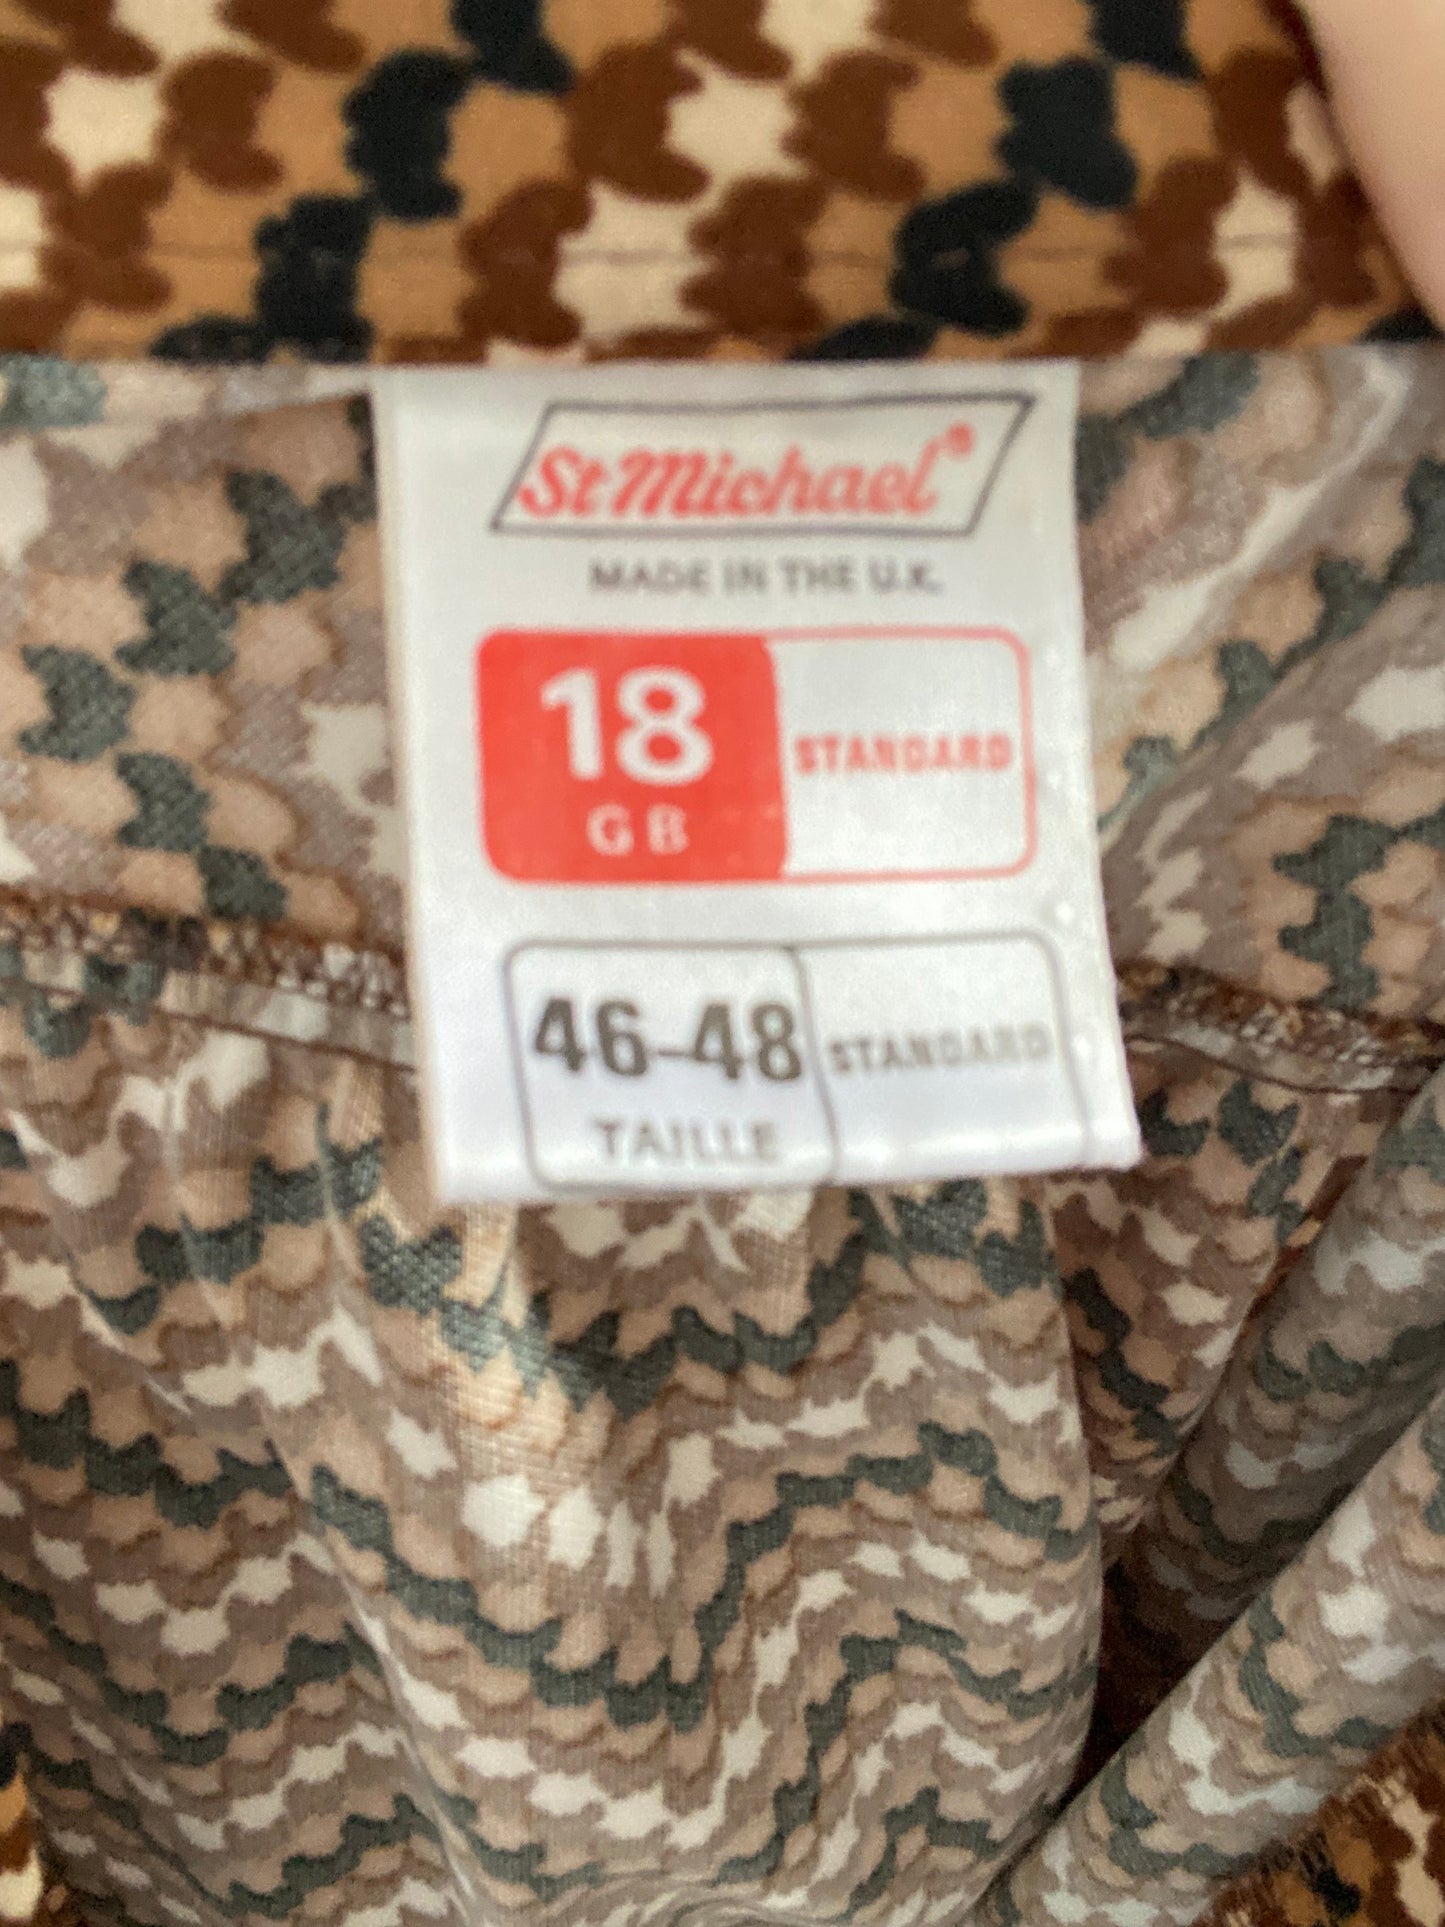 St Michael®
MADE IN THE U.K.
18
GB
STANDARD
46-48
TAILLE
STANDARD